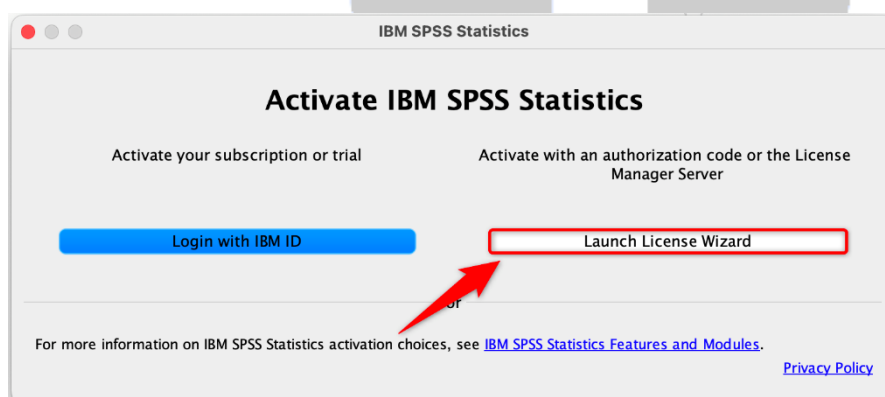 IBM SPSS Statistics
Activate IBM SPSS Statistics
Activate your subscription or trial
Activate with an authorization code or the License
Manager Server
Login with IBM ID
Launch License Wizard
or
For more information on IBM SPSS Statistics activation choices, see IBM SPSS Statistics Features and Modules.
Privacy Policy